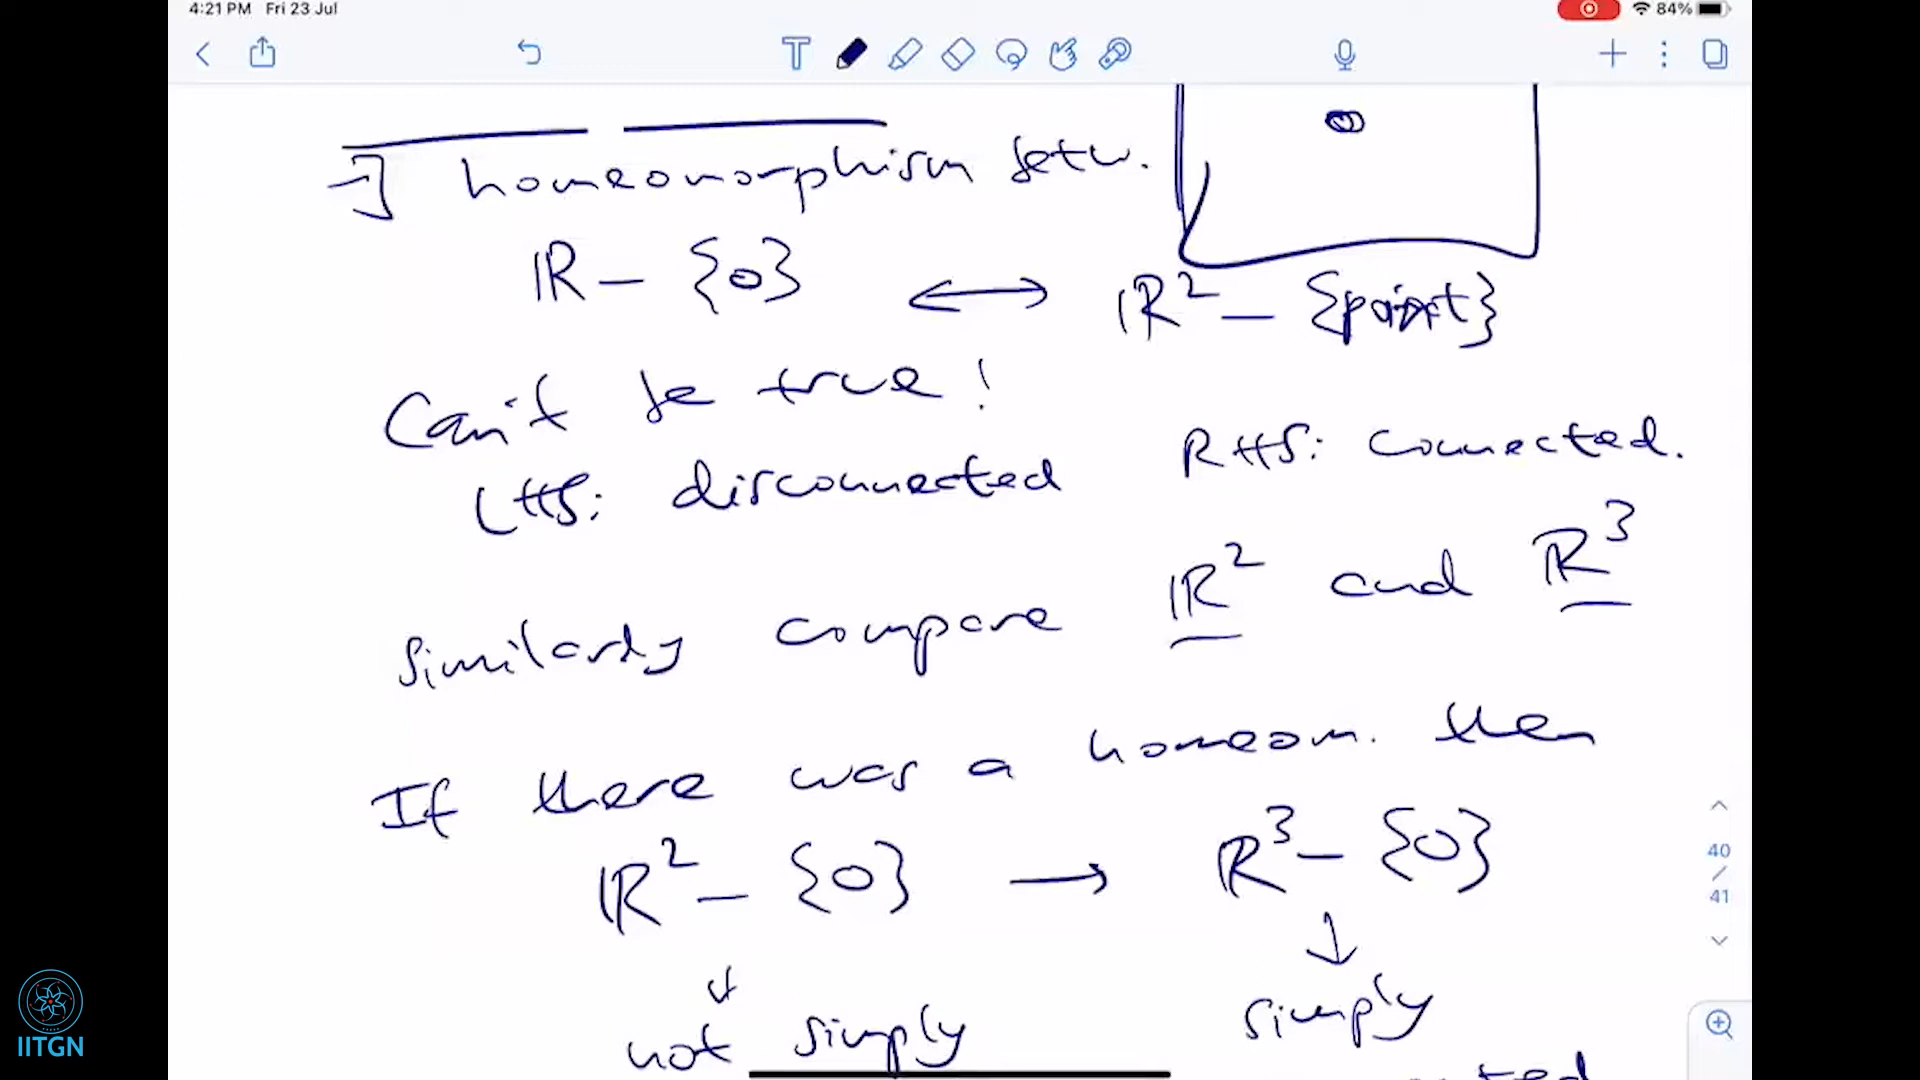 4:21 PM Fri 23 Jul
84%
→∃ homeomorphism betw.
ℝ − {0} ↔ ℝ² − {point}
Can't be true!
LHS: disconnected RHS: connected.
Similarly compare ℝ² and ℝ³
If there was a homeom. then
ℝ² − {0} → ℝ³ − {0}
↓ ↓
not simply simply
40
/
41
IITGN